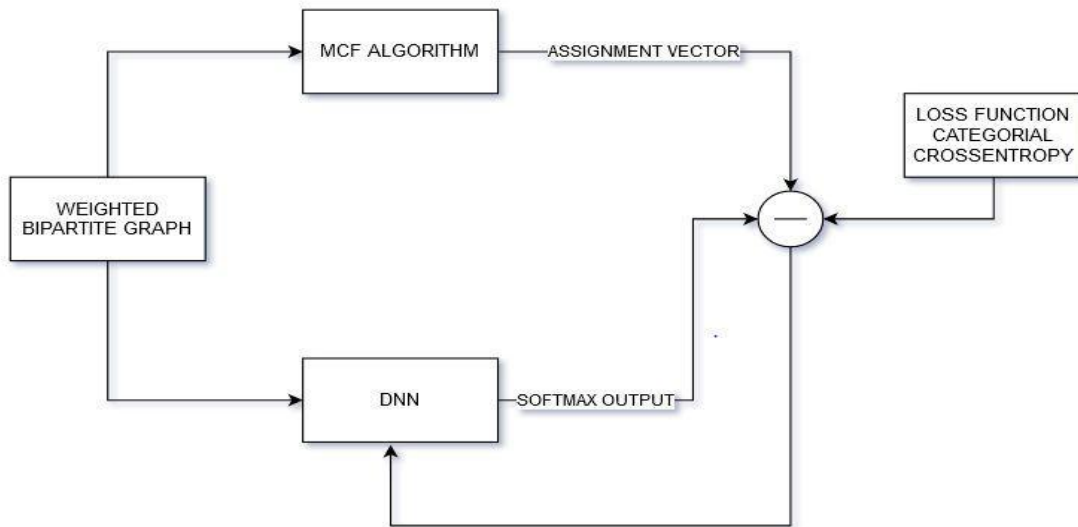 MCF ALGORITHM
ASSIGNMENT VECTOR
LOSS FUNCTION
CATEGORIAL
CROSSENTROPY
WEIGHTED
BIPARTITE GRAPH
DNN
SOFTMAX OUTPUT